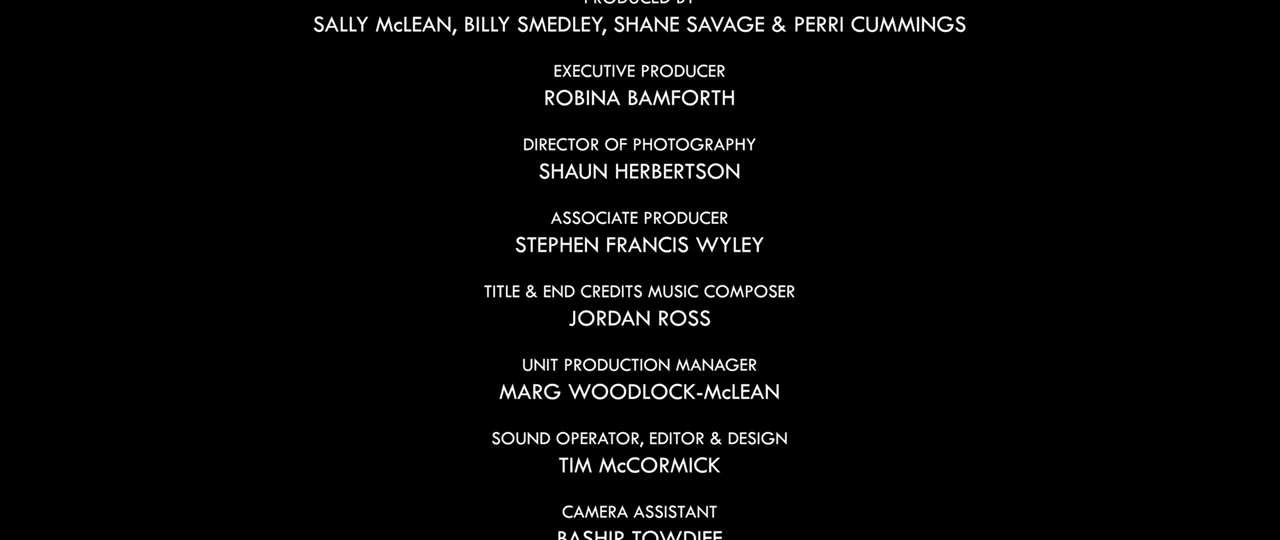 PRODUCED BY
SALLY McLEAN, BILLY SMEDLEY, SHANE SAVAGE & PERRI CUMMINGS
EXECUTIVE PRODUCER
ROBINA BAMFORTH
DIRECTOR OF PHOTOGRAPHY
SHAUN HERBERTSON
ASSOCIATE PRODUCER
STEPHEN FRANCIS WYLEY
TITLE & END CREDITS MUSIC COMPOSER
JORDAN ROSS
UNIT PRODUCTION MANAGER
MARG WOODLOCK-McLEAN
SOUND OPERATOR, EDITOR & DESIGN
TIM McCORMICK
CAMERA ASSISTANT